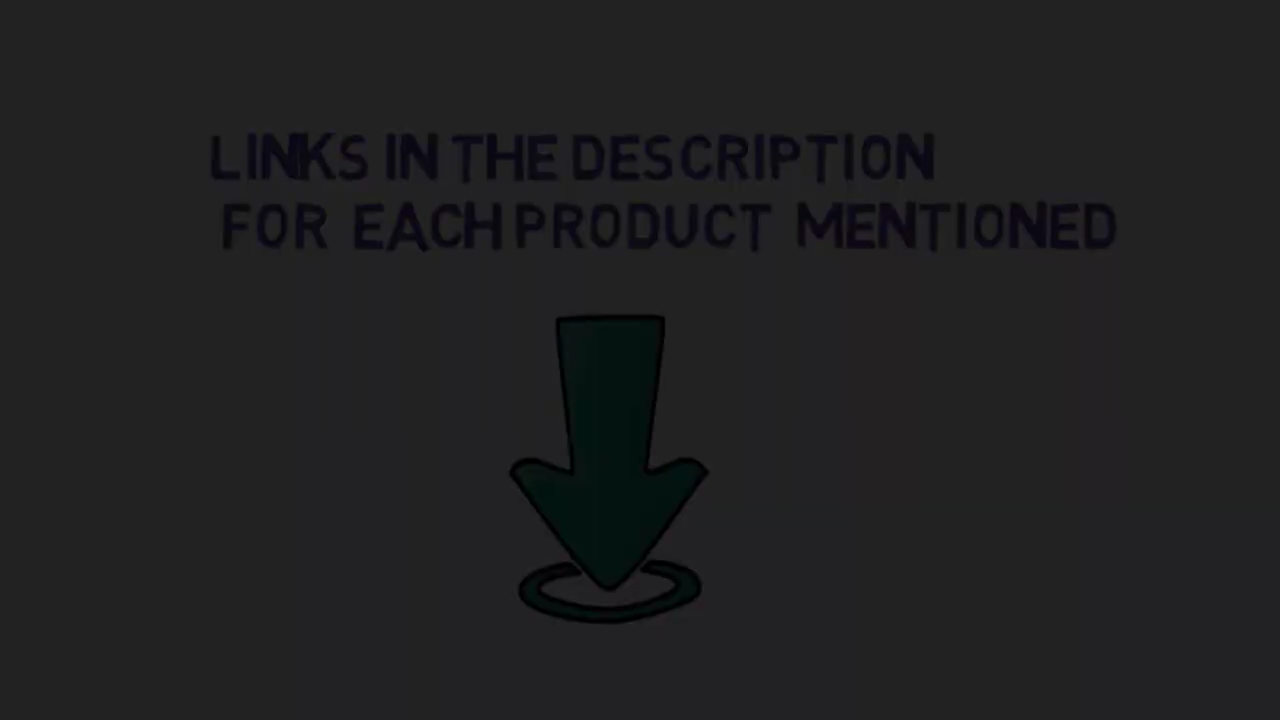 LINKS IN THE DESCRIPTION
FOR EACH PRODUCT MENTIONED